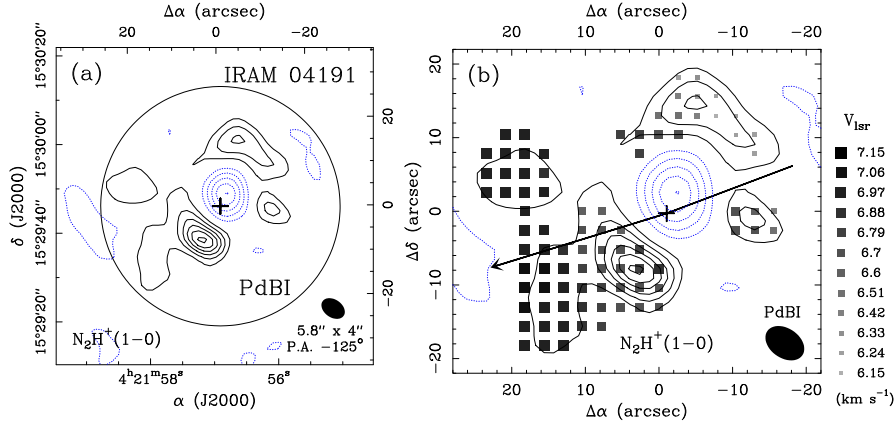 Δα (arcsec)
20 0 −20
(a) IRAM 04191
15°30′20″
15°30′00″
15°29′40″
15°29′20″
δ (J2000)
20
0
−20
PdBI
N₂H⁺(1−0)
5.8″ x 4″
P.A. −125°
4ʰ21ᵐ58ˢ 56ˢ
α (J2000)
Δα (arcsec)
20 10 0 −10 −20
(b)
20
10
0
−10
−20
Δδ (arcsec)
PdBI
N₂H⁺(1−0)
20 10 0 −10 −20
Δα (arcsec)
V_lsr
7.15
7.06
6.97
6.88
6.79
6.7
6.6
6.51
6.42
6.33
6.24
6.15
(km s⁻¹)